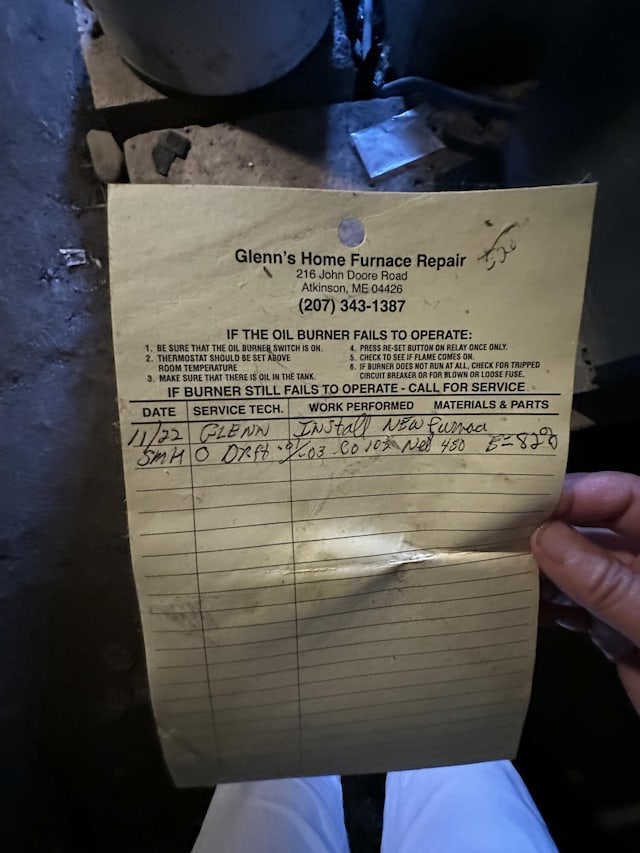 520
Glenn's Home Furnace Repair
216 John Doore Road
Atkinson, ME 04426
(207) 343-1387
IF THE OIL BURNER FAILS TO OPERATE:
1. BE SURE THAT THE OIL BURNER SWITCH IS ON.
2. THERMOSTAT SHOULD BE SET ABOVE
ROOM TEMPERATURE
3. MAKE SURE THAT THERE IS OIL IN THE TANK.
4. PRESS RE-SET BUTTON ON RELAY ONCE ONLY.
5. CHECK TO SEE IF FLAME COMES ON.
6. IF BURNER DOES NOT RUN AT ALL, CHECK FOR TRIPPED
CIRCUIT BREAKER OR FOR BLOWN OR LOOSE FUSE.
IF BURNER STILL FAILS TO OPERATE - CALL FOR SERVICE
DATE SERVICE TECH. WORK PERFORMED MATERIALS & PARTS
11/22 GLENN INStall NEW furnace
SMH O Drft -.03 Co 10% Net 450 E=82%